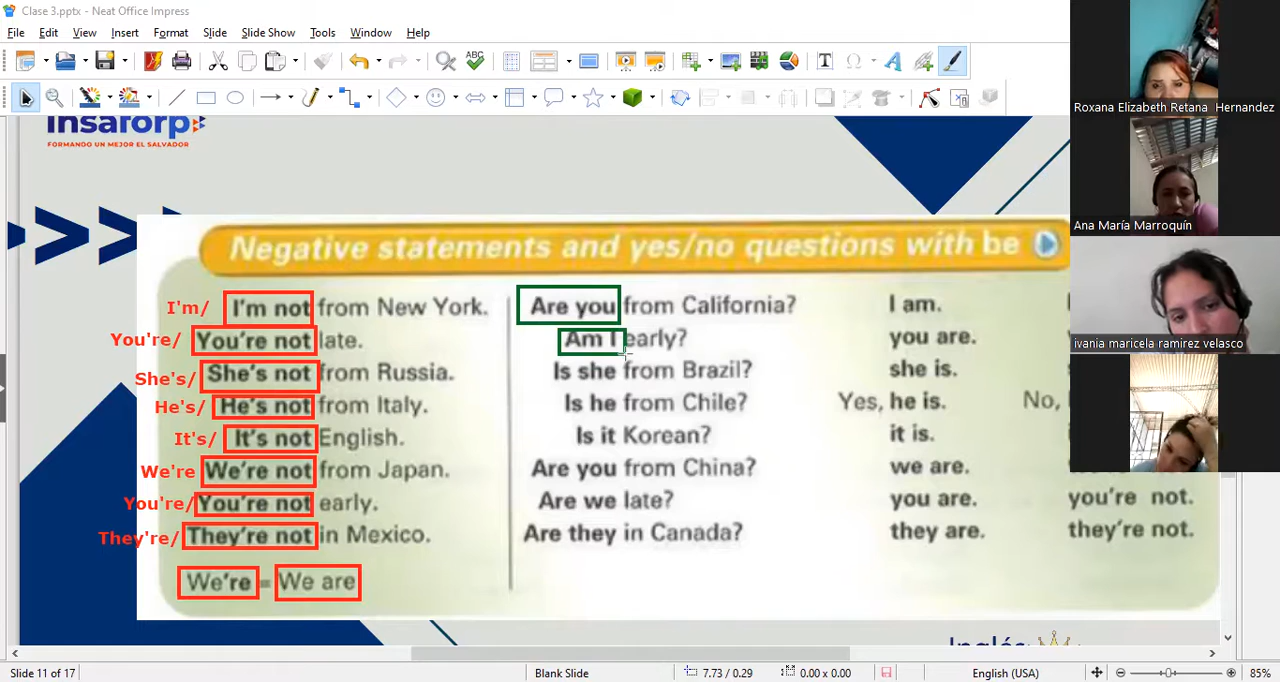 Clase 3.pptx - Neat Office Impress
File Edit View Insert Format Slide Slide Show Tools Window Help
Insaforp
FORMANDO UN MEJOR EL SALVADOR
Negative statements and yes/no questions with be
I'm/ I'm not from New York. Are you from California? I am.
You're/ You're not late. Am I early? you are.
She's/ She's not from Russia. Is she from Brazil? she is.
He's/ He's not from Italy. Is he from Chile? Yes, he is. No,
It's/ It's not English. Is it Korean? it is.
We're We're not from Japan. Are you from China? we are.
You're/ You're not early. Are we late? you are. you're not.
They're/ They're not in Mexico. Are they in Canada? they are. they're not.
We're = We are
Inglés
Roxana Elizabeth Retana Hernandez
Ana María Marroquín
ivania maricela ramirez velasco
Slide 11 of 17 Blank Slide 7.73 / 0.29 0.00 x 0.00 English (USA) 85%